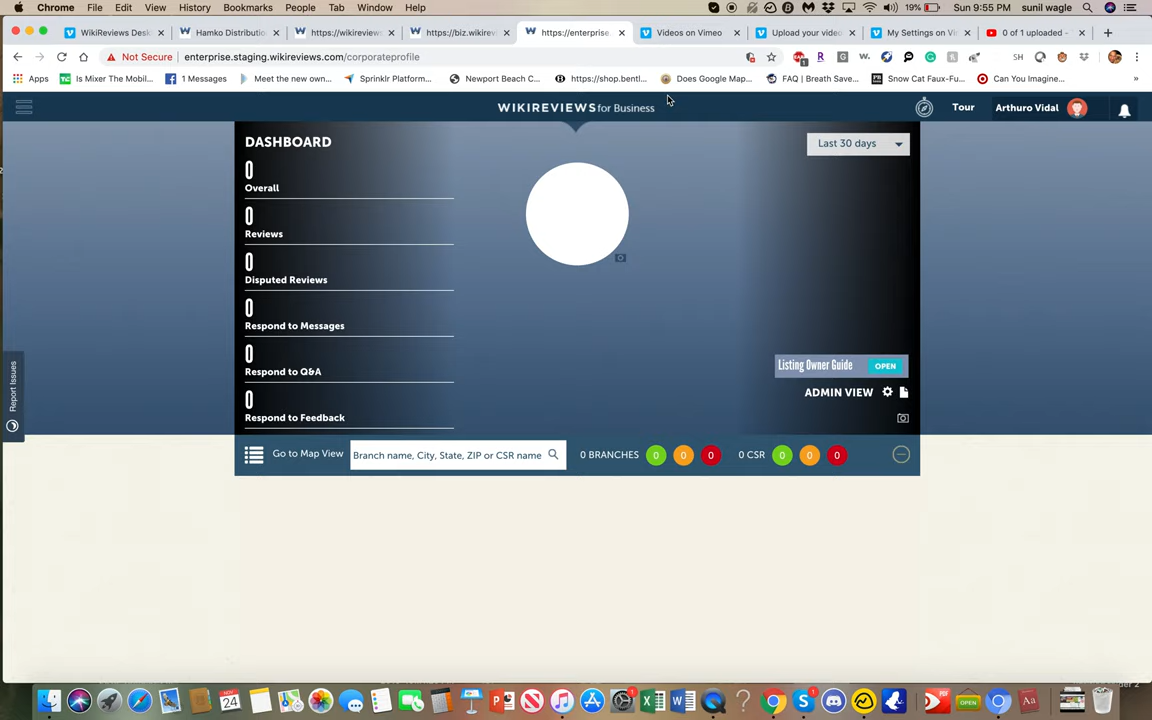 Chrome File Edit View History Bookmarks People Tab Window Help 19% Sun 9:55 PM sunil wagle
WikiReviews Desk Hamko Distributio https://wikireviews https://biz.wikirevi https://enterprise. Videos on Vimeo Upload your video My Settings on Vin 0 of 1 uploaded -
Not Secure enterprise.staging.wikireviews.com/corporateprofile
Apps Is Mixer The Mobil... 1 Messages Meet the new own... Sprinklr Platform... Newport Beach C... https://shop.bentl... Does Google Map... FAQ | Breath Save... Snow Cat Faux-Fu... Can You Imagine... »
WIKIREVIEWS for Business Tour Arthuro Vidal
DASHBOARD
Last 30 days
0
Overall
0
Reviews
0
Disputed Reviews
0
Respond to Messages
0
Respond to Q&A
0
Respond to Feedback
Listing Owner Guide OPEN
ADMIN VIEW
Report Issues
Go to Map View Branch name, City, State, ZIP or CSR name 0 BRANCHES 0 0 0 0 CSR 0 0 0